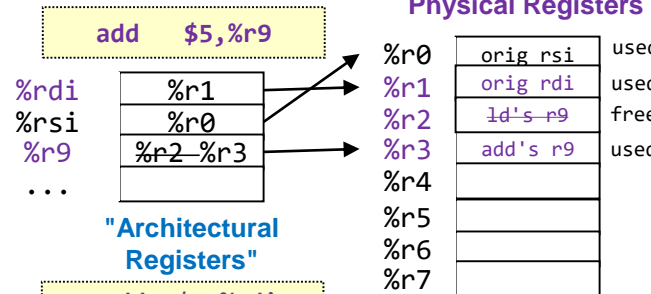 Physical Registers
add $5,%r9
%rdi %r1
%rsi %r0
%r9 %r2 %r3
...
"Architectural
Registers"
%r0 orig rsi used
%r1 orig rdi used
%r2 ld's r9 free
%r3 add's r9 used
%r4
%r5
%r6
%r7